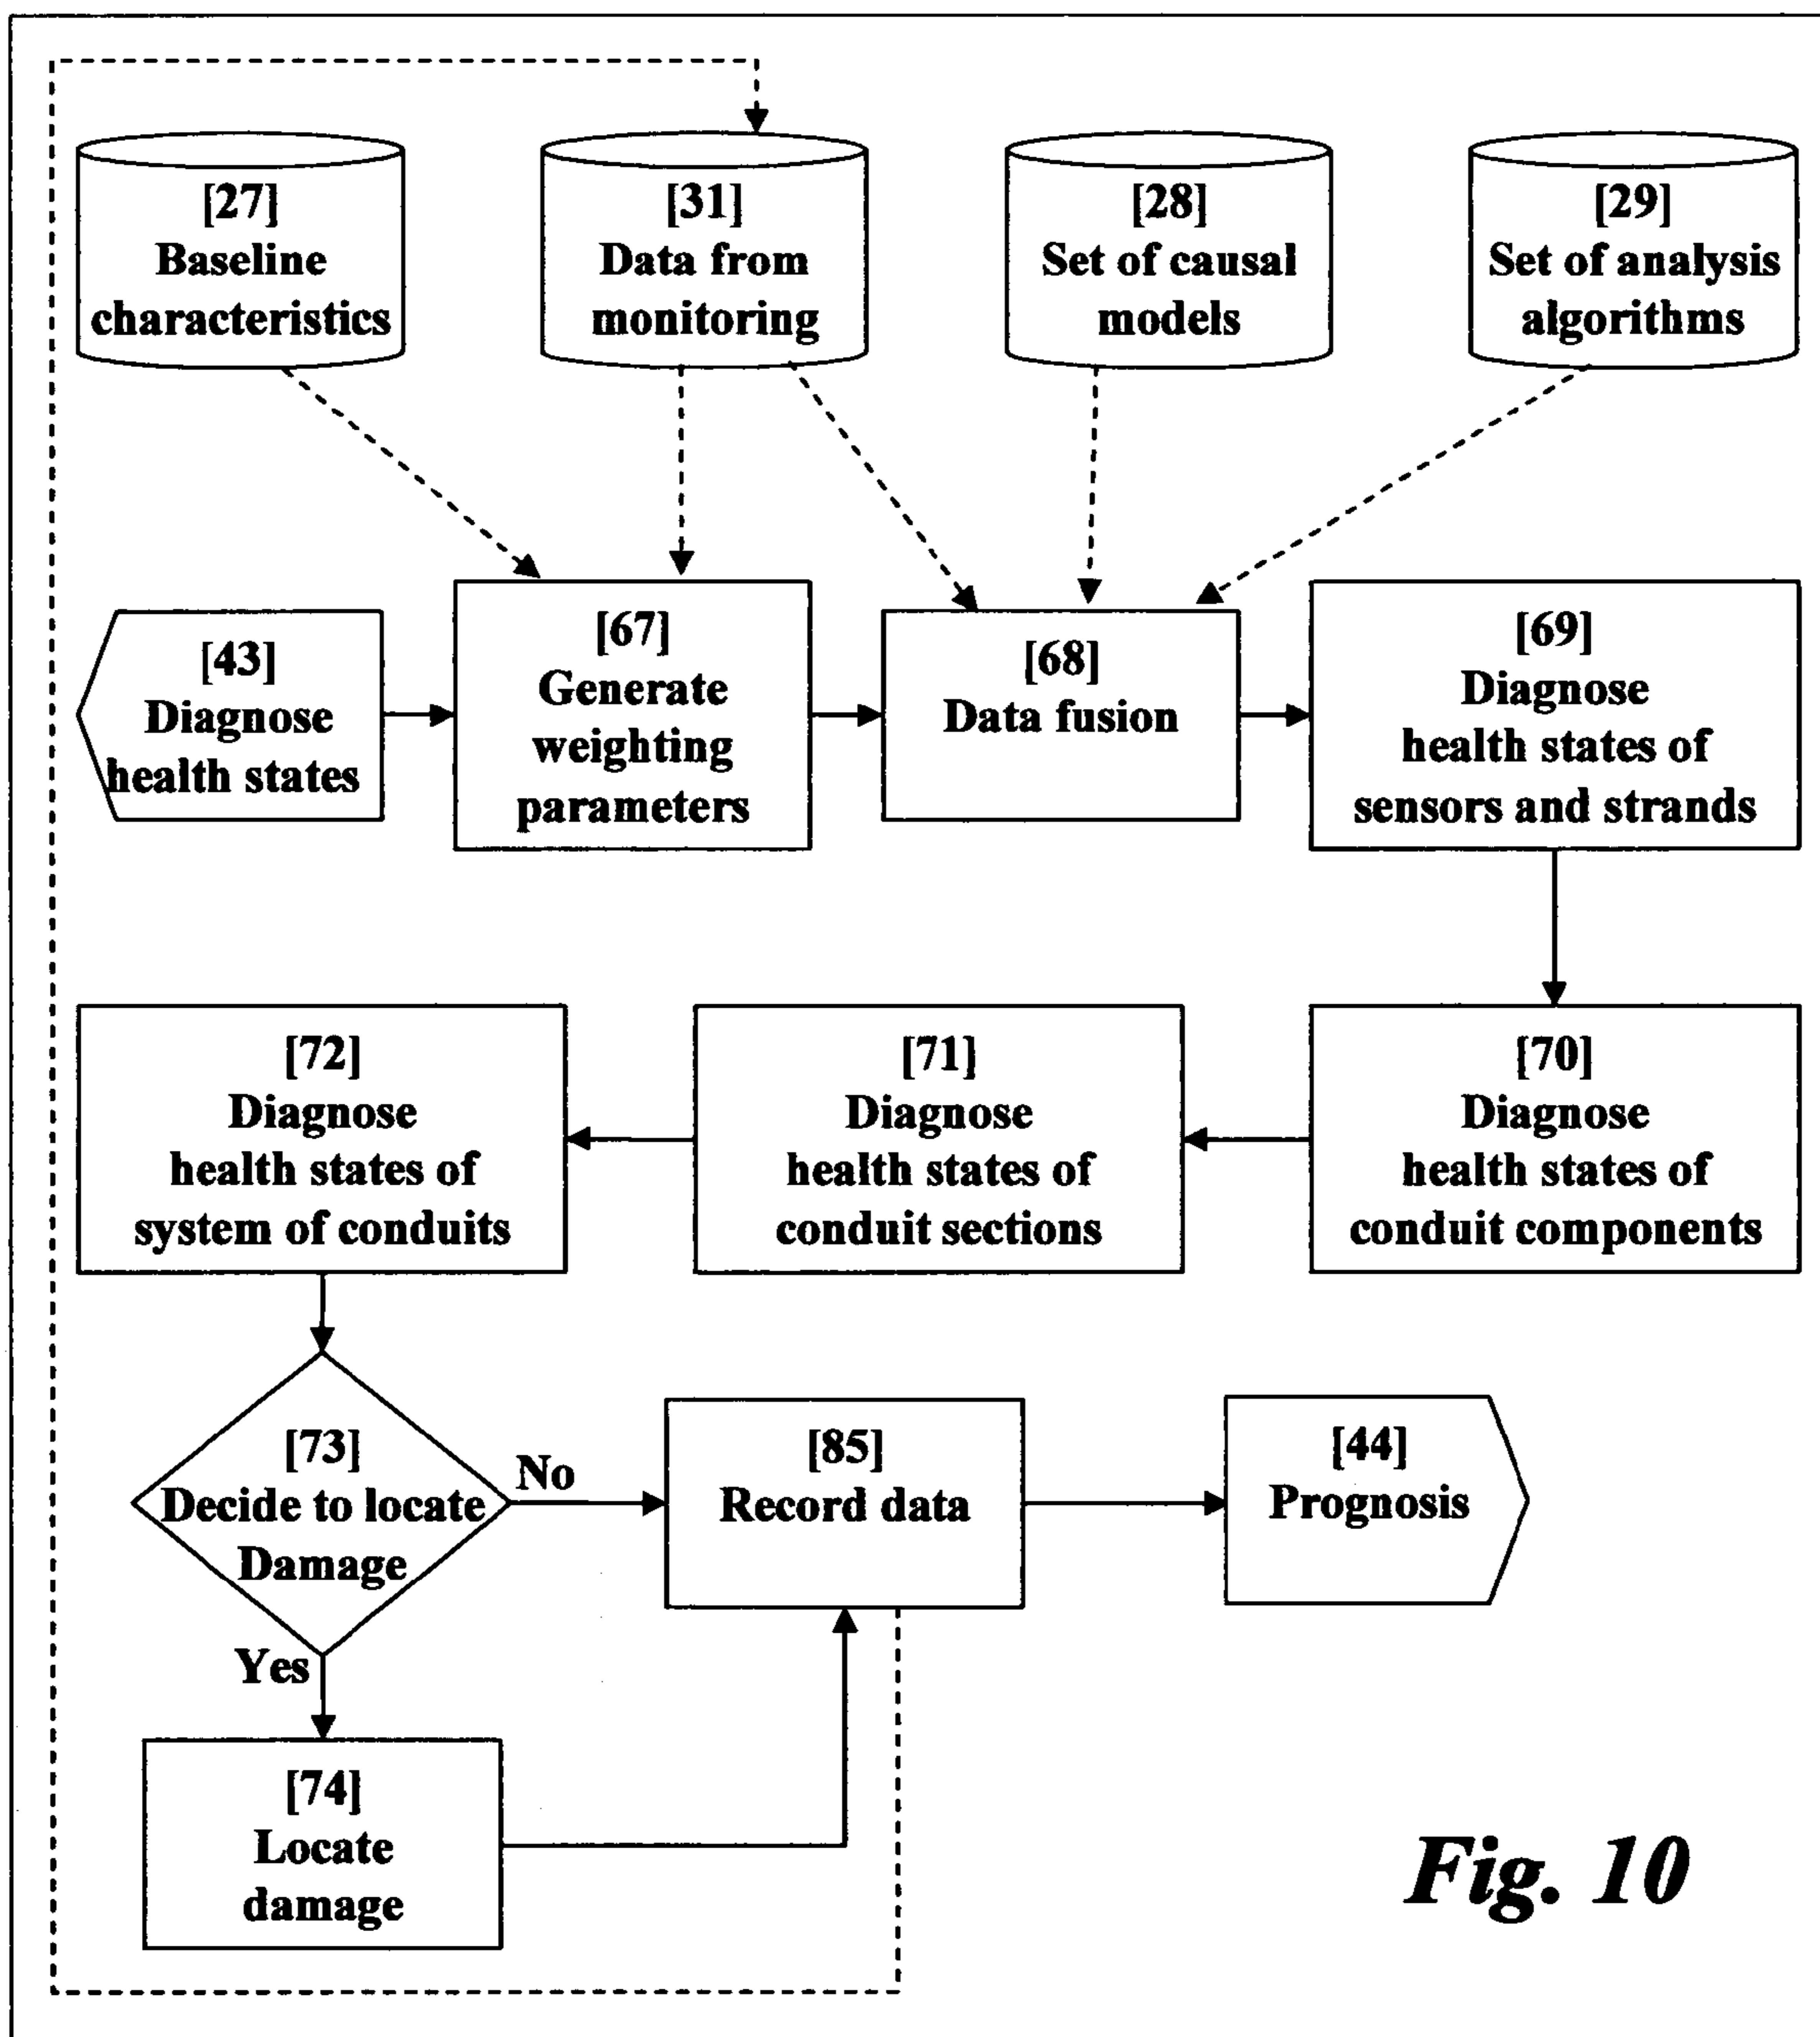 [27]
Baseline
characteristics
[31]
Data from
monitoring
[28]
Set of causal
models
[29]
Set of analysis
algorithms
[43]
Diagnose
health states
[67]
Generate
weighting
parameters
[68]
Data fusion
[69]
Diagnose
health states of
sensors and strands
[72]
Diagnose
health states of
system of conduits
[71]
Diagnose
health states of
conduit sections
[70]
Diagnose
health states of
conduit components
[73]
Decide to locate
Damage
No
[85]
Record data
[44]
Prognosis
Yes
[74]
Locate
damage
Fig. 10